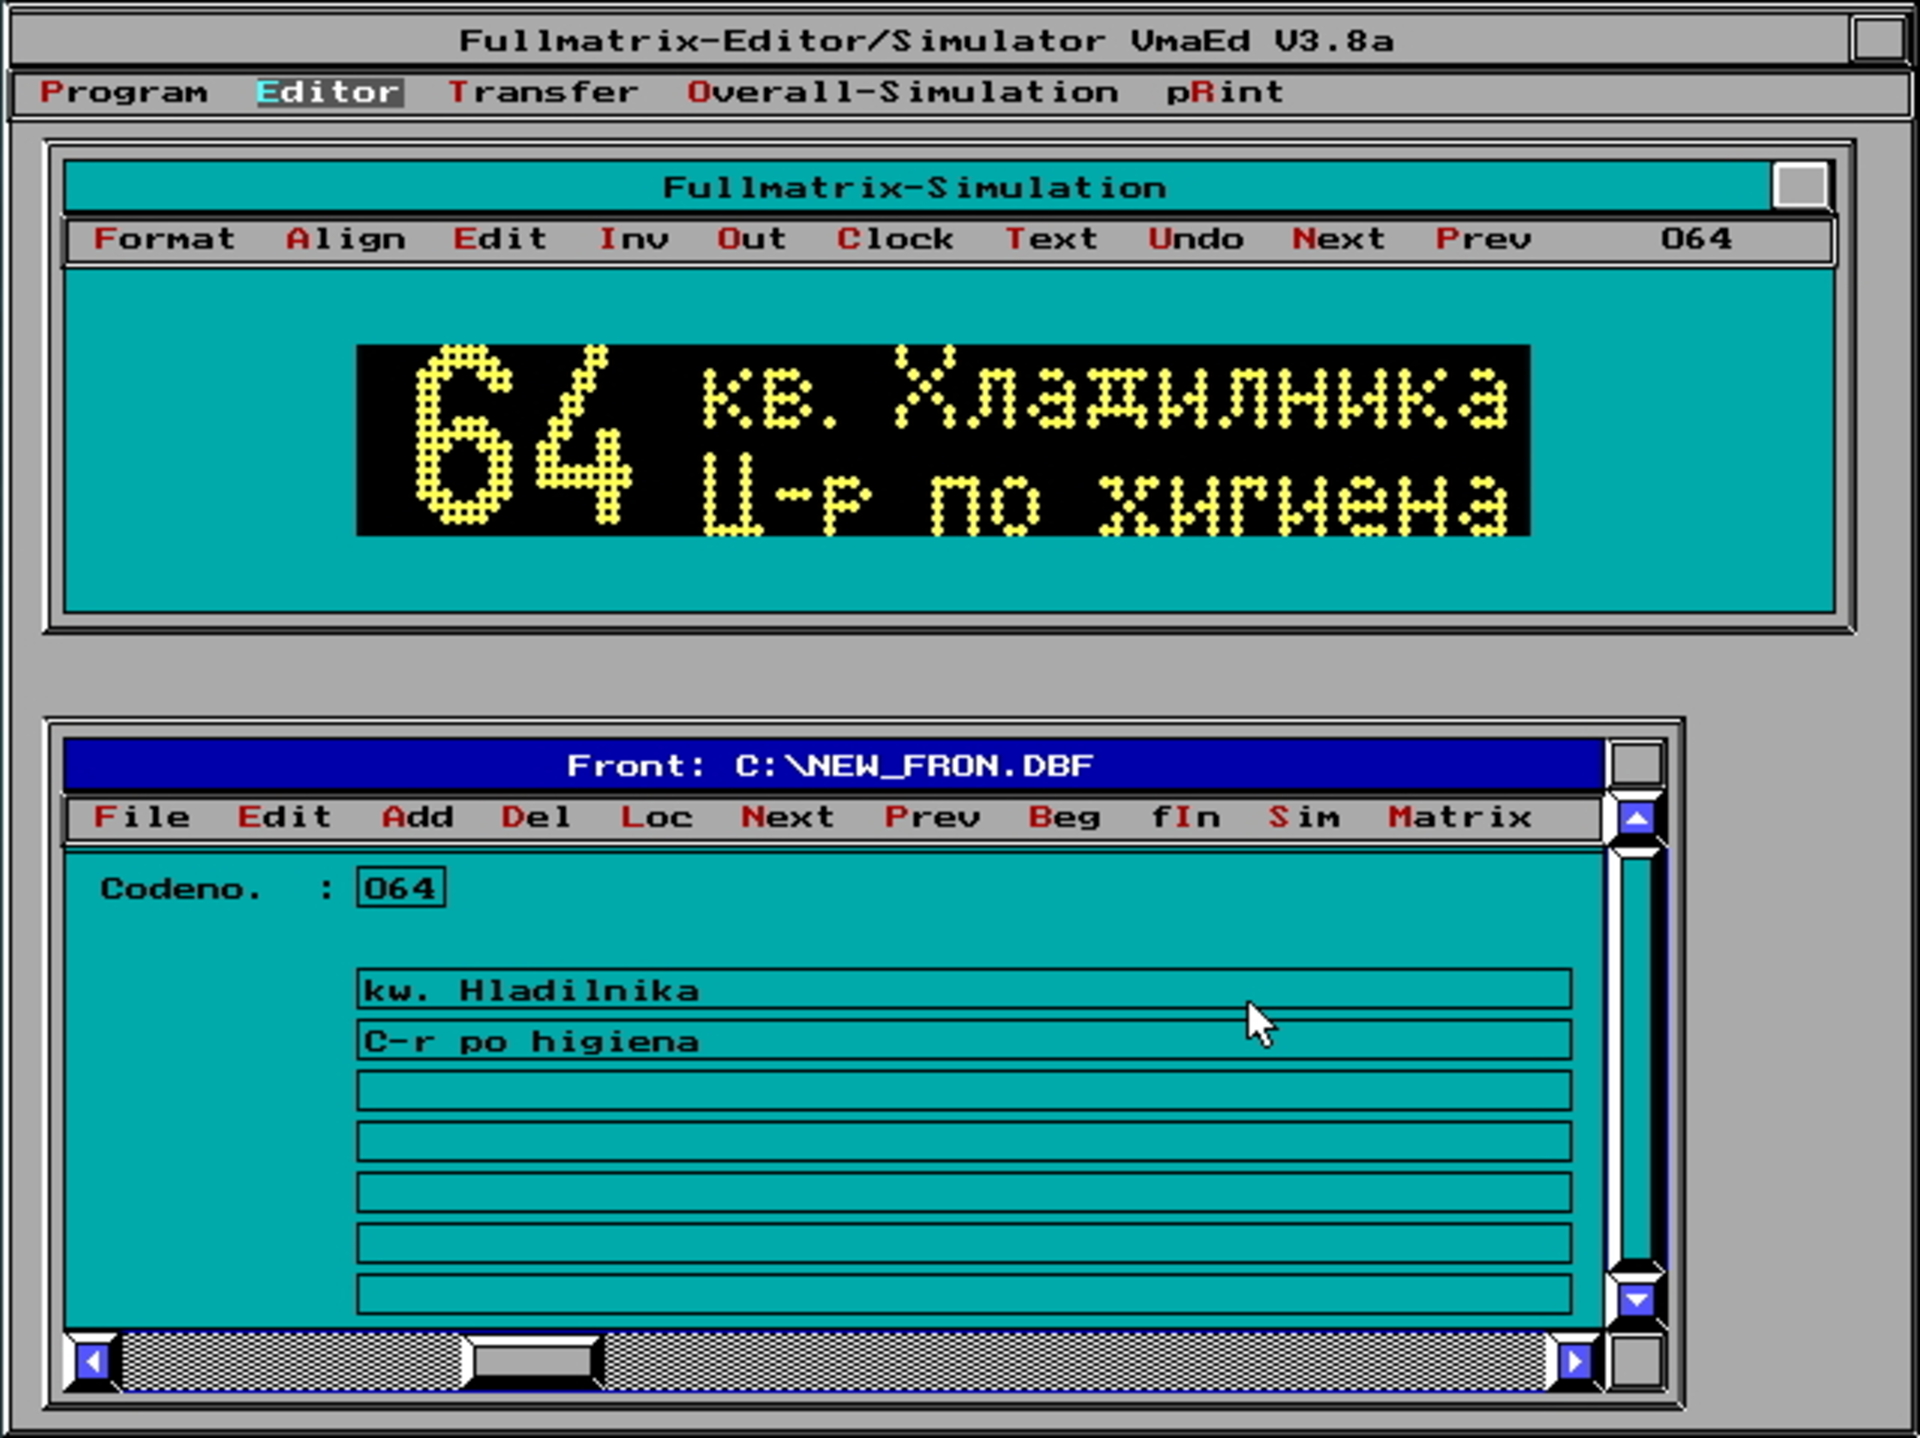 Fullmatrix-Editor/Simulator VmaEd V3.8a
Program Editor Transfer Overall-Simulation pRint
Fullmatrix-Simulation
Format Align Edit Inv Out Clock Text Undo Next Prev 064
64 кв. Хладилника
Ц-р по хигиена
Front: C:\NEW_FRON.DBF
File Edit Add Del Loc Next Prev Beg fIn Sim Matrix
Codeno. : 064
kw. Hladilnika
C-r po higiena